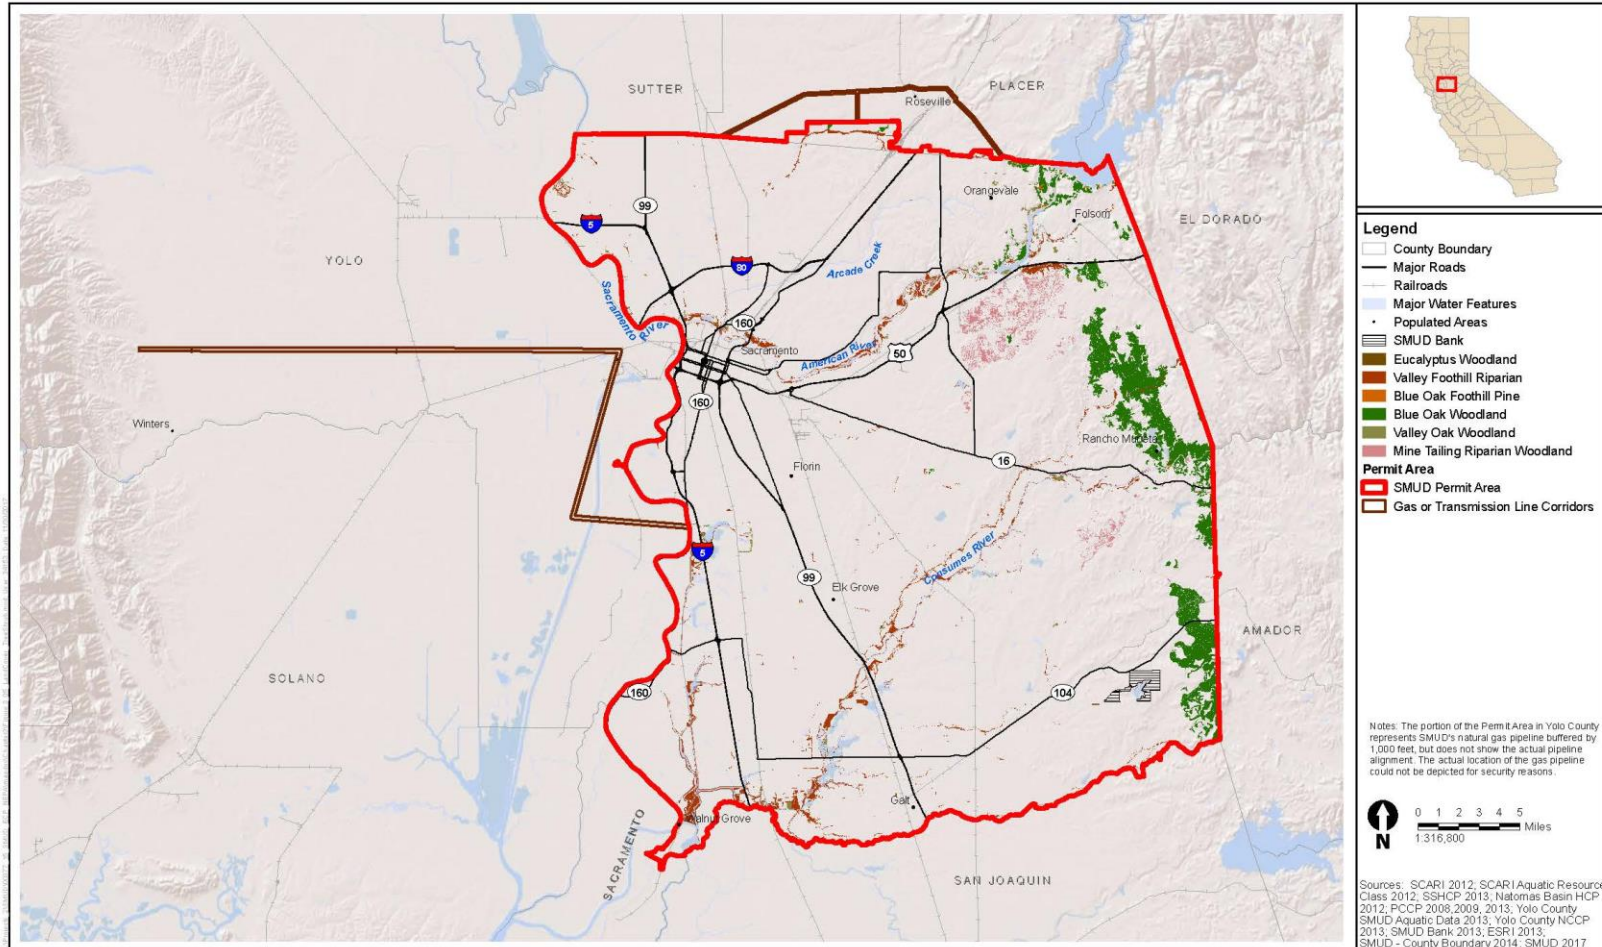 SUTTER
PLACER
Roseville
99
5
Orangevale
Folsom
EL DORADO
YOLO
80
Arcade Creek
Sacramento River
160
Sacramento
American River
50
160
Winters
Rancho Murieta
16
Florin
5
Cosumnes River
99
Elk Grove
AMADOR
SOLANO
160
104
Galt
Walnut Grove
SACRAMENTO
SAN JOAQUIN
Legend
County Boundary
Major Roads
Railroads
Major Water Features
Populated Areas
SMUD Bank
Eucalyptus Woodland
Valley Foothill Riparian
Blue Oak Foothill Pine
Blue Oak Woodland
Valley Oak Woodland
Mine Tailing Riparian Woodland
Permit Area
SMUD Permit Area
Gas or Transmission Line Corridors
Notes: The portion of the Permit Area in Yolo County
represents SMUD's natural gas pipeline buffered by
1,000 feet, but does not show the actual pipeline
alignment. The actual location of the gas pipeline
could not be depicted for security reasons.
N
0 1 2 3 4 5
Miles
1:316,800
Sources: SCARI 2012; SCARI Aquatic Resource
Class 2012; SSHCP 2013; Natomas Basin HCP
2012; PCCP 2008,2009, 2013; Yolo County
SMUD Aquatic Data 2013; Yolo County NCCP
2013; SMUD Bank 2013; ESRI 2013;
SMUD - County Boundary 2014; SMUD 2017